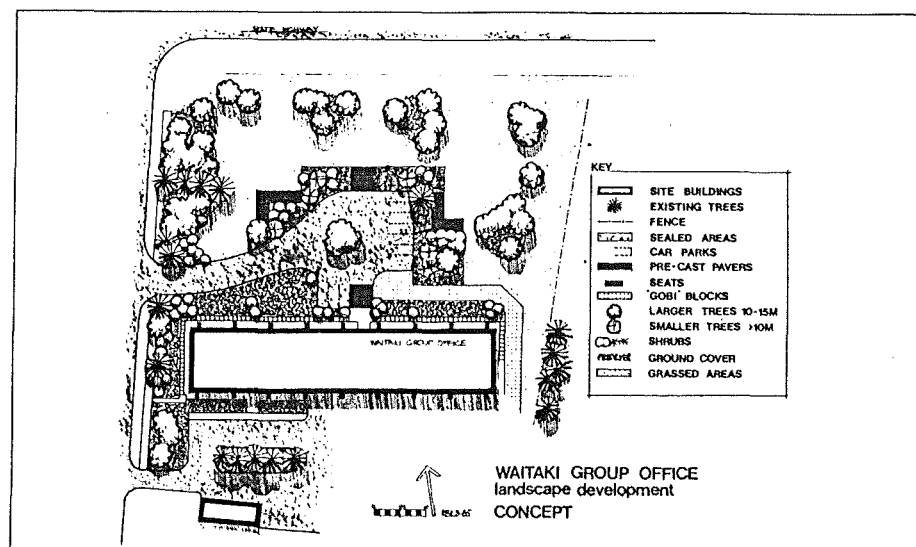 KEY
SITE BUILDINGS
EXISTING TREES
FENCE
SEALED AREAS
CAR PARKS
PRE-CAST PAVERS
SEATS
'GOBI' BLOCKS
LARGER TREES 10-15M
SMALLER TREES >10M
SHRUBS
GROUND COVER
GRASSED AREAS
WAITAKI GROUP OFFICE
WAITAKI GROUP OFFICE
landscape development
CONCEPT